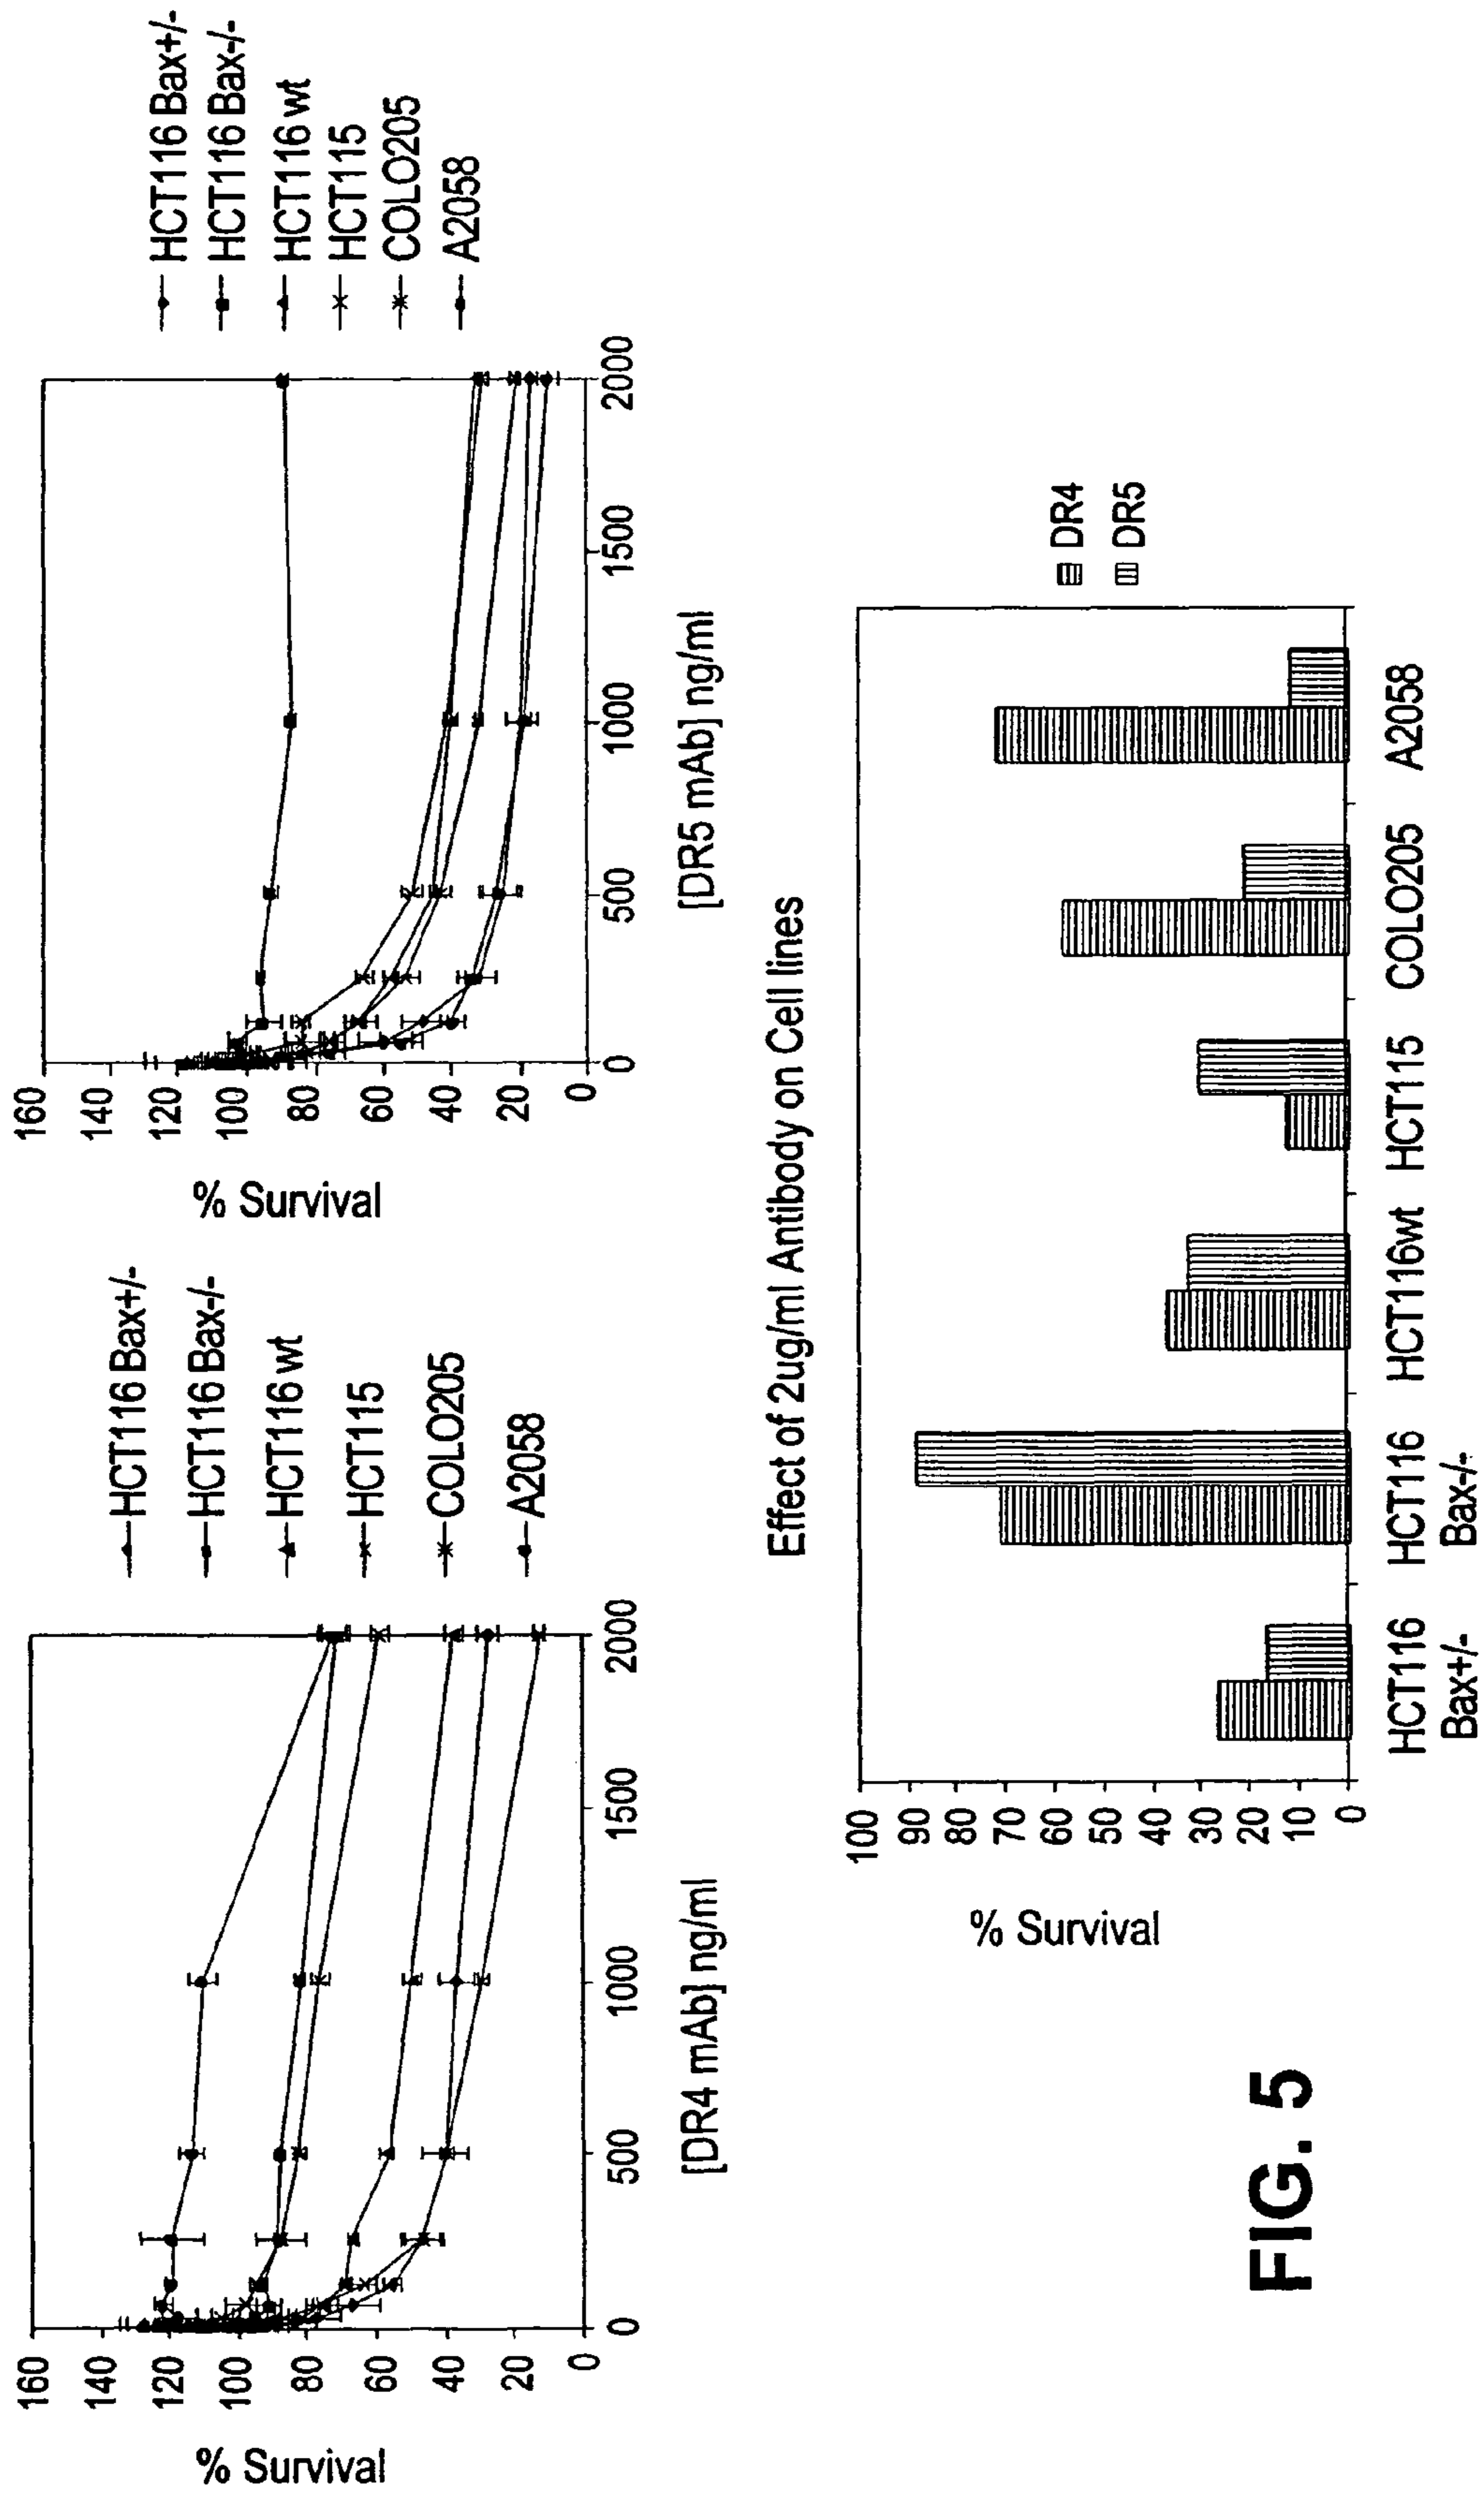 160
140
120
100
80
60
40
20
0
% Survival
0
500
1000
1500
2000
[DR4 mAb] ng/ml
HCT116 Bax+/-
HCT116 Bax-/-
HCT116 wt
HCT115
COLO205
A2058
160
140
120
100
80
60
40
20
0
% Survival
0
500
1000
1500
2000
[DR5 mAb] ng/ml
HCT116 Bax+/-
HCT116 Bax-/-
HCT116 wt
HCT115
COLO205
A2058
Effect of 2ug/ml Antibody on Cell lines
100
90
80
70
60
50
40
30
20
10
0
% Survival
HCT116
Bax+/-
HCT116
Bax-/-
HCT116wt
HCT115
COLO205
A2058
DR4
DR5
FIG. 5